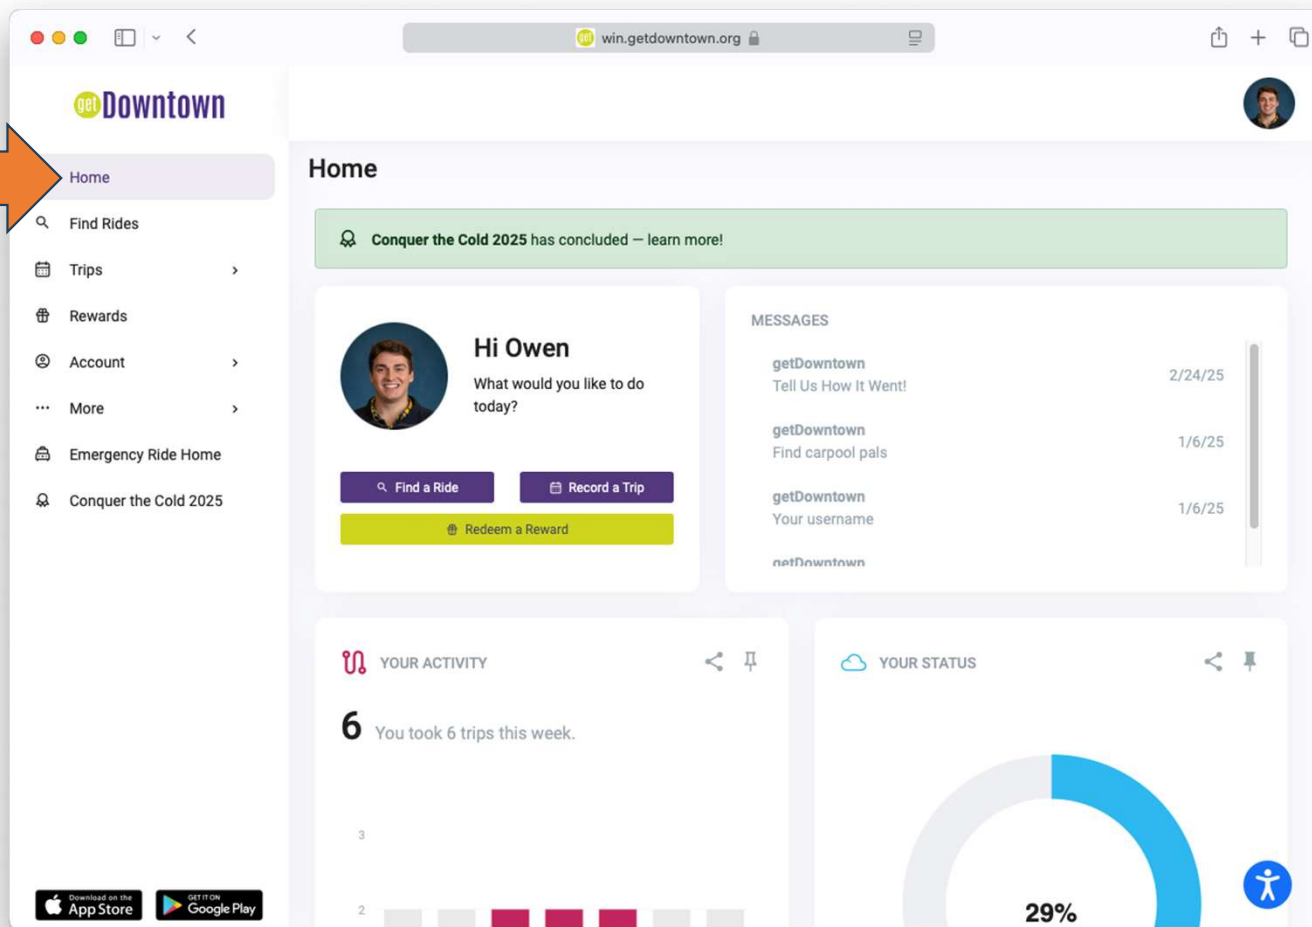 get win.getdowntown.org
get Downtown
Home
Find Rides
Trips
Rewards
Account
More
Emergency Ride Home
Conquer the Cold 2025
Download on the
App Store
GET IT ON
Google Play
Home
Conquer the Cold 2025 has concluded — learn more!
Hi Owen
What would you like to do
today?
Find a Ride
Record a Trip
Redeem a Reward
MESSAGES
getDowntown
Tell Us How It Went!
2/24/25
getDowntown
Find carpool pals
1/6/25
getDowntown
Your username
1/6/25
getDowntown
YOUR ACTIVITY
6 You took 6 trips this week.
3
2
YOUR STATUS
29%